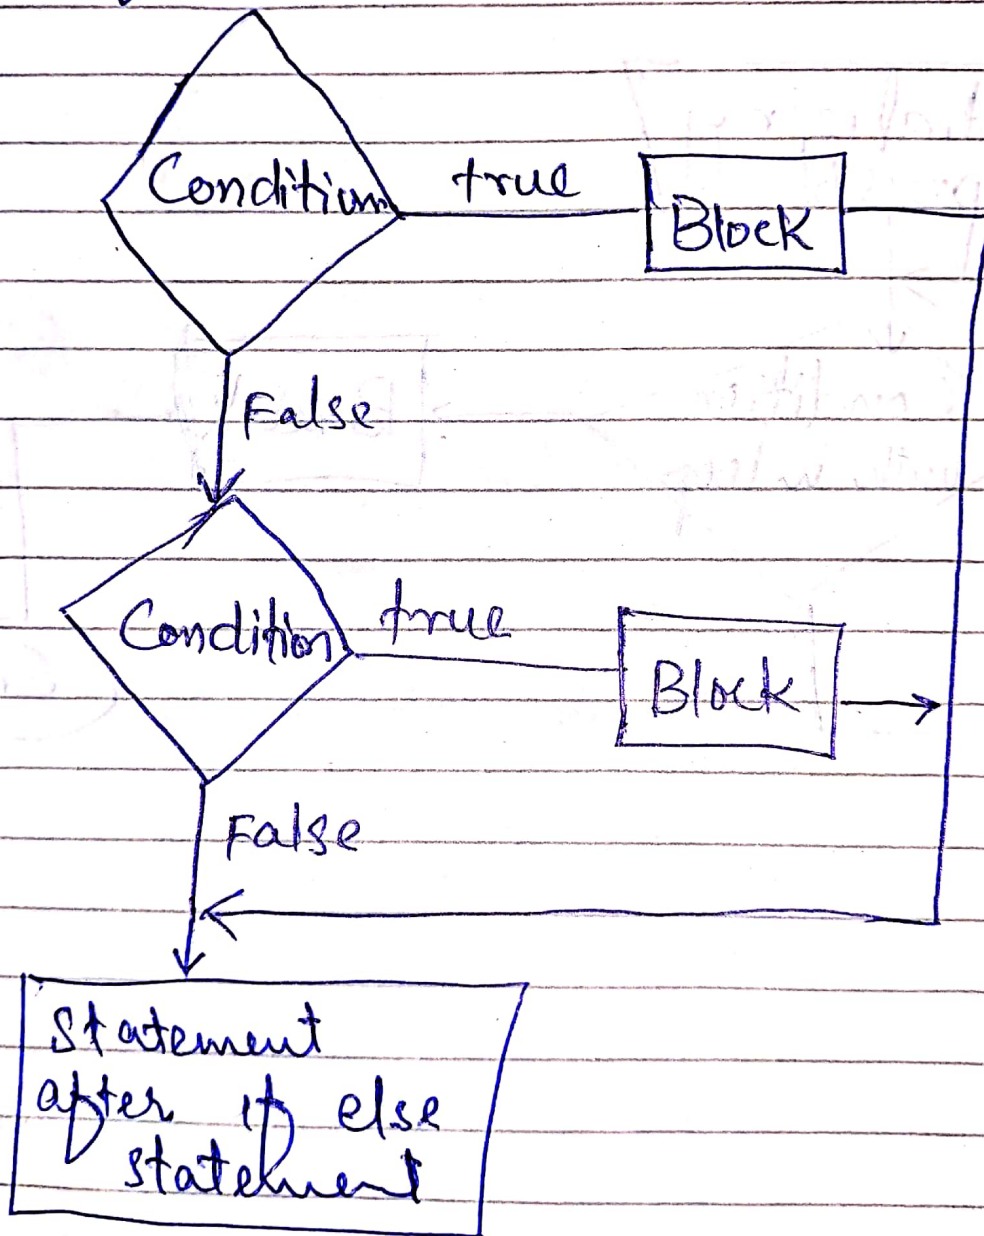 Condition
true
Block
False
Condition
true
Block
False
Statement
after if else
statement